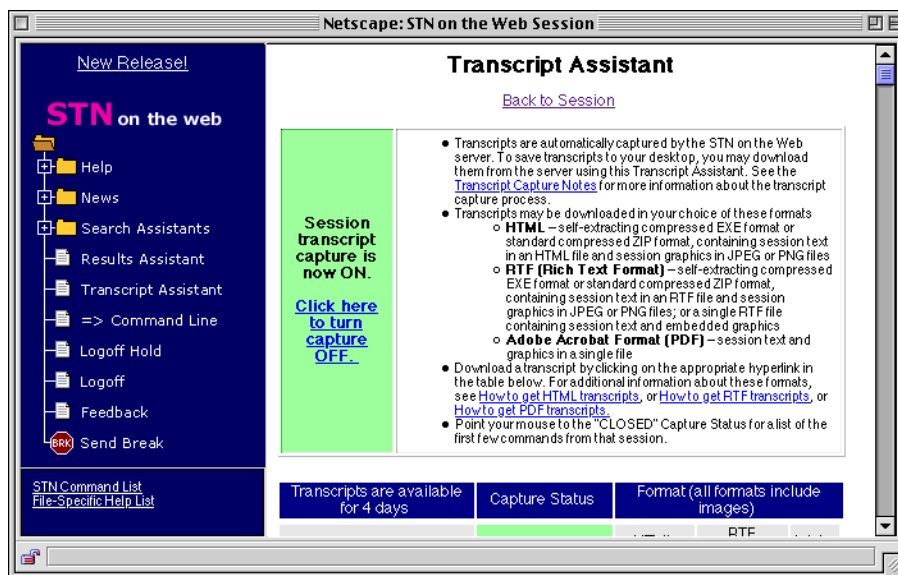 Netscape: STN on the Web Session
New Release!
STN on the web
Help
News
Search Assistants
Results Assistant
Transcript Assistant
=> Command Line
Logoff Hold
Logoff
Feedback
BRK Send Break
STN Command List
File-Specific Help List
Transcript Assistant
Back to Session
Session
transcript
capture is
now ON.
Click here
to turn
capture
OFF.
• Transcripts are automatically captured by the STN on the Web
server. To save transcripts to your desktop, you may download
them from the server using this Transcript Assistant. See the
Transcript Capture Notes for more information about the transcript
capture process.
• Transcripts may be downloaded in your choice of these formats
o HTML – self-extracting compressed EXE format or
standard compressed ZIP format, containing session text
in an HTML file and session graphics in JPEG or PNG files
o RTF (Rich Text Format) – self-extracting compressed
EXE format or standard compressed ZIP format,
containing session text in an RTF file and session
graphics in JPEG or PNG files; or a single RTF file
containing session text and embedded graphics
o Adobe Acrobat Format (PDF) – session text and
graphics in a single file
• Download a transcript by clicking on the appropriate hyperlink in
the table below. For additional information about these formats,
see How to get HTML transcripts, or How to get RTF transcripts, or
How to get PDF transcripts.
• Point your mouse to the "CLOSED" Capture Status for a list of the
first few commands from that session.
Transcripts are available
for 4 days
Capture Status
Format (all formats include
images)
RTF